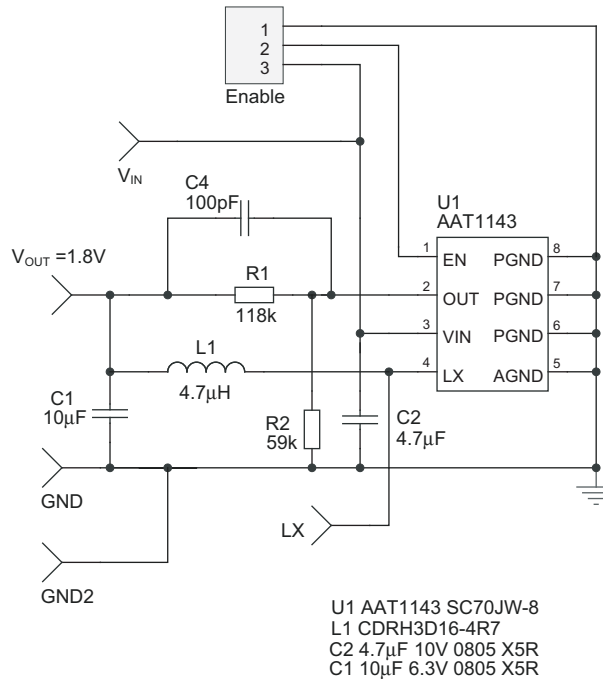 1
2
3
Enable
V_IN
C4
100pF
U1
AAT1143
V_OUT =1.8V
R1
118k
1 EN PGND 8
2 OUT PGND 7
3 VIN PGND 6
4 LX AGND 5
L1
4.7μH
C1
10μF
R2
59k
C2
4.7μF
GND
LX
GND2
U1 AAT1143 SC70JW-8
L1 CDRH3D16-4R7
C2 4.7μF 10V 0805 X5R
C1 10μF 6.3V 0805 X5R